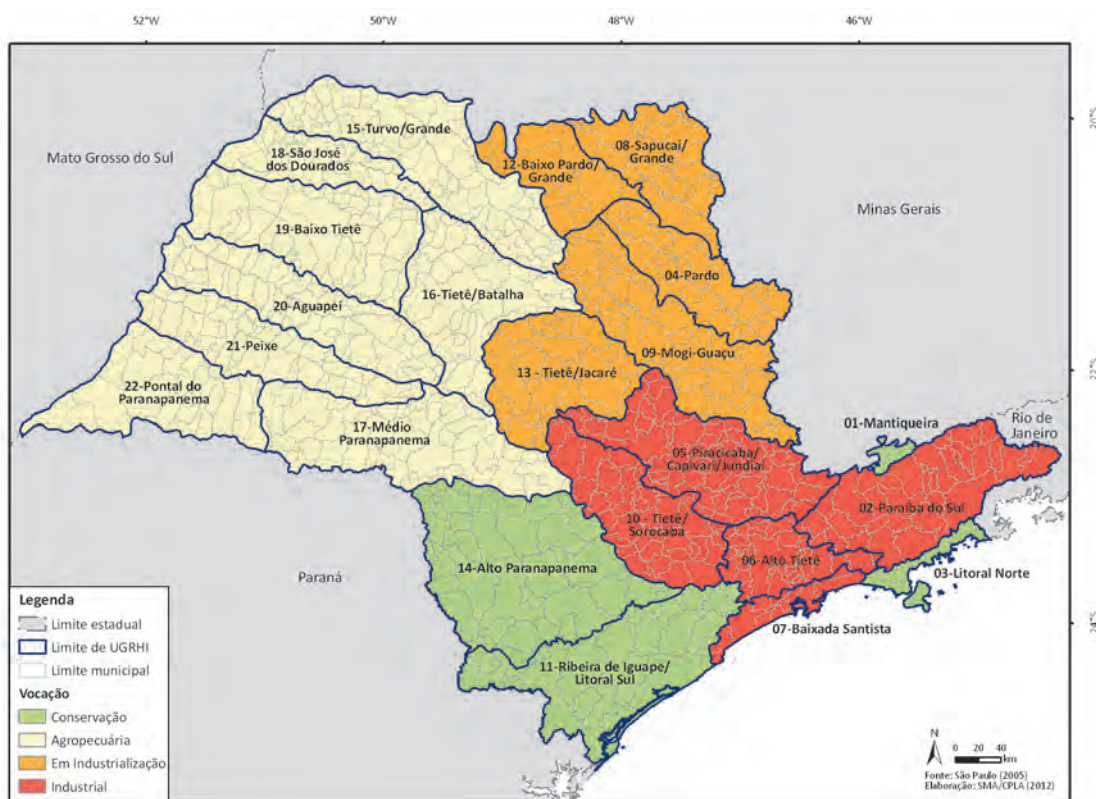 52°W
50°W
48°W
46°W
20°S
22°S
24°S
Mato Grosso do Sul
Minas Gerais
Rio de
Janeiro
Paraná
15-Turvo/Grande
18-São José
dos Dourados
19-Baixo Tietê
20-Aguapeí
21-Peixe
22-Pontal do
Paranapanema
16-Tietê/Batalha
17-Médio
Paranapanema
12-Baixo Pardo/
Grande
08-Sapucaí/
Grande
04-Pardo
09-Mogi-Guaçu
13 - Tietê/Jacaré
01-Mantiqueira
05-Piracicaba/
Capivari/Jundiaí
02-Paraíba do Sul
10 - Tietê/
Sorocaba
06-Alto Tietê
03-Litoral Norte
07-Baixada Santista
14-Alto Paranapanema
11-Ribeira de Iguape/
Litoral Sul
Legenda
Limite estadual
Limite de UGRHI
Limite municipal
Vocação
Conservação
Agropecuária
Em Industrialização
Industrial
N
0 20 40
km
Fonte: São Paulo (2005)
Elaboração: SMA/CPLA (2012)